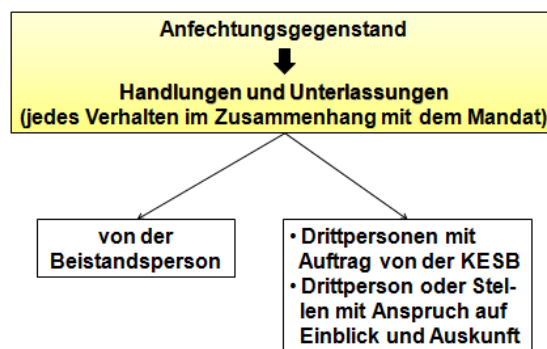 Anfechtungsgegenstand
Handlungen und Unterlassungen
(jedes Verhalten im Zusammenhang mit dem Mandat)
von der
Beistandsperson
• Drittpersonen mit
Auftrag von der KESB
• Drittperson oder Stel-
len mit Anspruch auf
Einblick und Auskunft